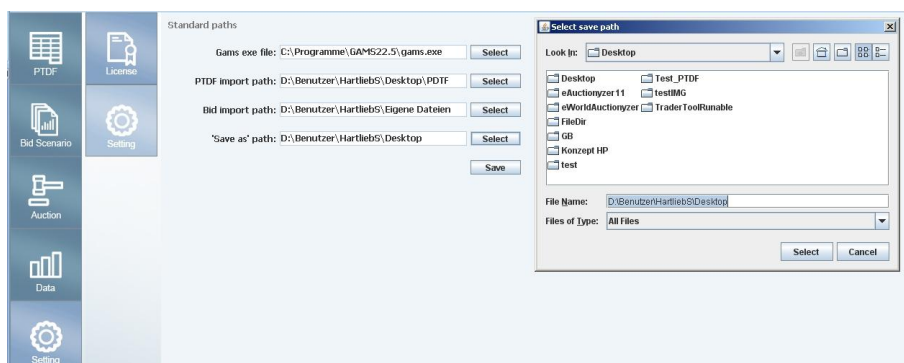 PTDF
Bid Scenario
Auction
Data
Setting
License
Setting
Standard paths
Gams exe file: C:\Programme\GAMS22.5\gams.exe Select
PTDF import path: D:\Benutzer\HartliebS\Desktop\PDTF Select
Bid import path: D:\Benutzer\HartliebS\Eigene Dateien Select
'Save as' path: D:\Benutzer\HartliebS\Desktop Select
Save
Select save path
Look In: Desktop
Desktop
eAuctionyzer11
eWorldAuctionyzer
FileDir
GB
Konzept HP
test
Test_PTDF
testIMG
TraderToolRunable
File Name: D:\Benutzer\HartliebS\Desktop
Files of Type: All Files
Select Cancel